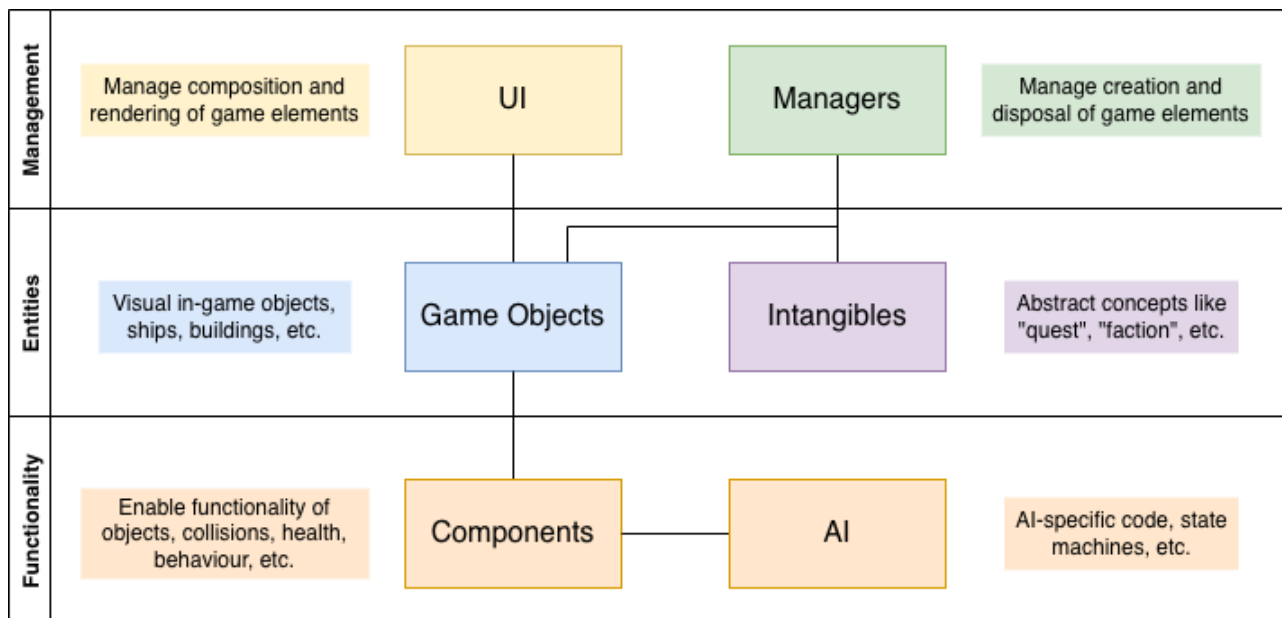 Management
Manage composition and
rendering of game elements
UI
Managers
Manage creation and
disposal of game elements
Entities
Visual in-game objects,
ships, buildings, etc.
Game Objects
Intangibles
Abstract concepts like
"quest", "faction", etc.
Functionality
Enable functionality of
objects, collisions, health,
behaviour, etc.
Components
AI
AI-specific code, state
machines, etc.